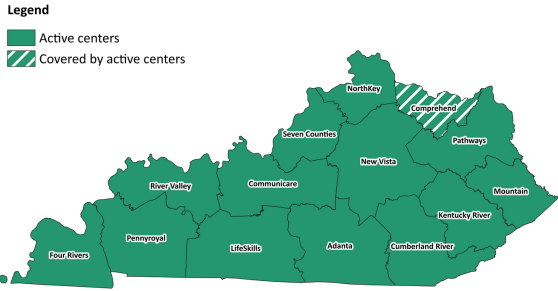 Legend
Active centers
Covered by active centers
NorthKey
Comprehend
Seven Counties
Pathways
New Vista
River Valley
Communicare
Mountain
Kentucky River
Pennyroyal
LifeSkills
Adanta
Cumberland River
Four Rivers